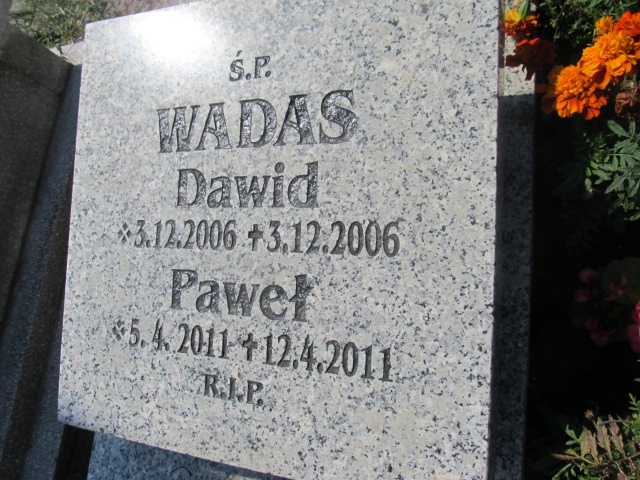 Ś.P.
WADAS
Dawid
*3.12.2006 +3.12.2006
Paweł
*5.4.2011 +12.4.2011
R.I.P.